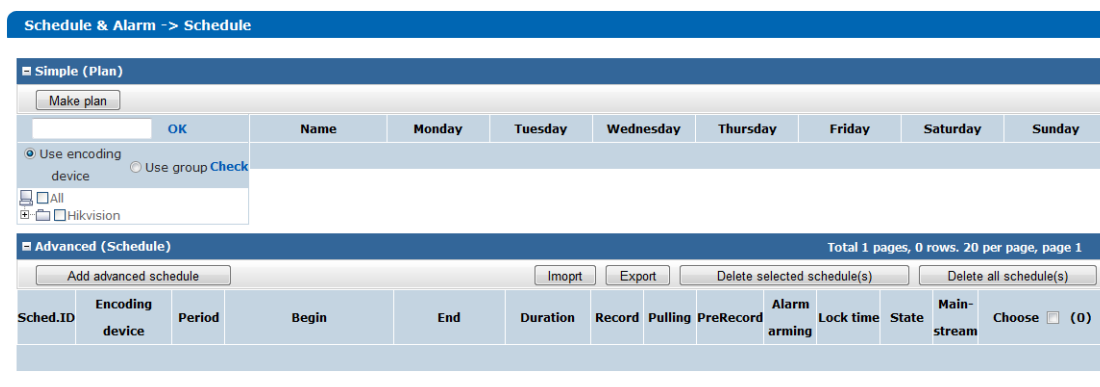 Schedule & Alarm -> Schedule
Simple (Plan)
Make plan
OK Name Monday Tuesday Wednesday Thursday Friday Saturday Sunday
Use encoding device Use group Check
All
Hikvision
Advanced (Schedule) Total 1 pages, 0 rows. 20 per page, page 1
Add advanced schedule Imoprt Export Delete selected schedule(s) Delete all schedule(s)
Sched.ID Encoding device Period Begin End Duration Record Pulling PreRecord Alarm arming Lock time State Main-stream Choose (0)